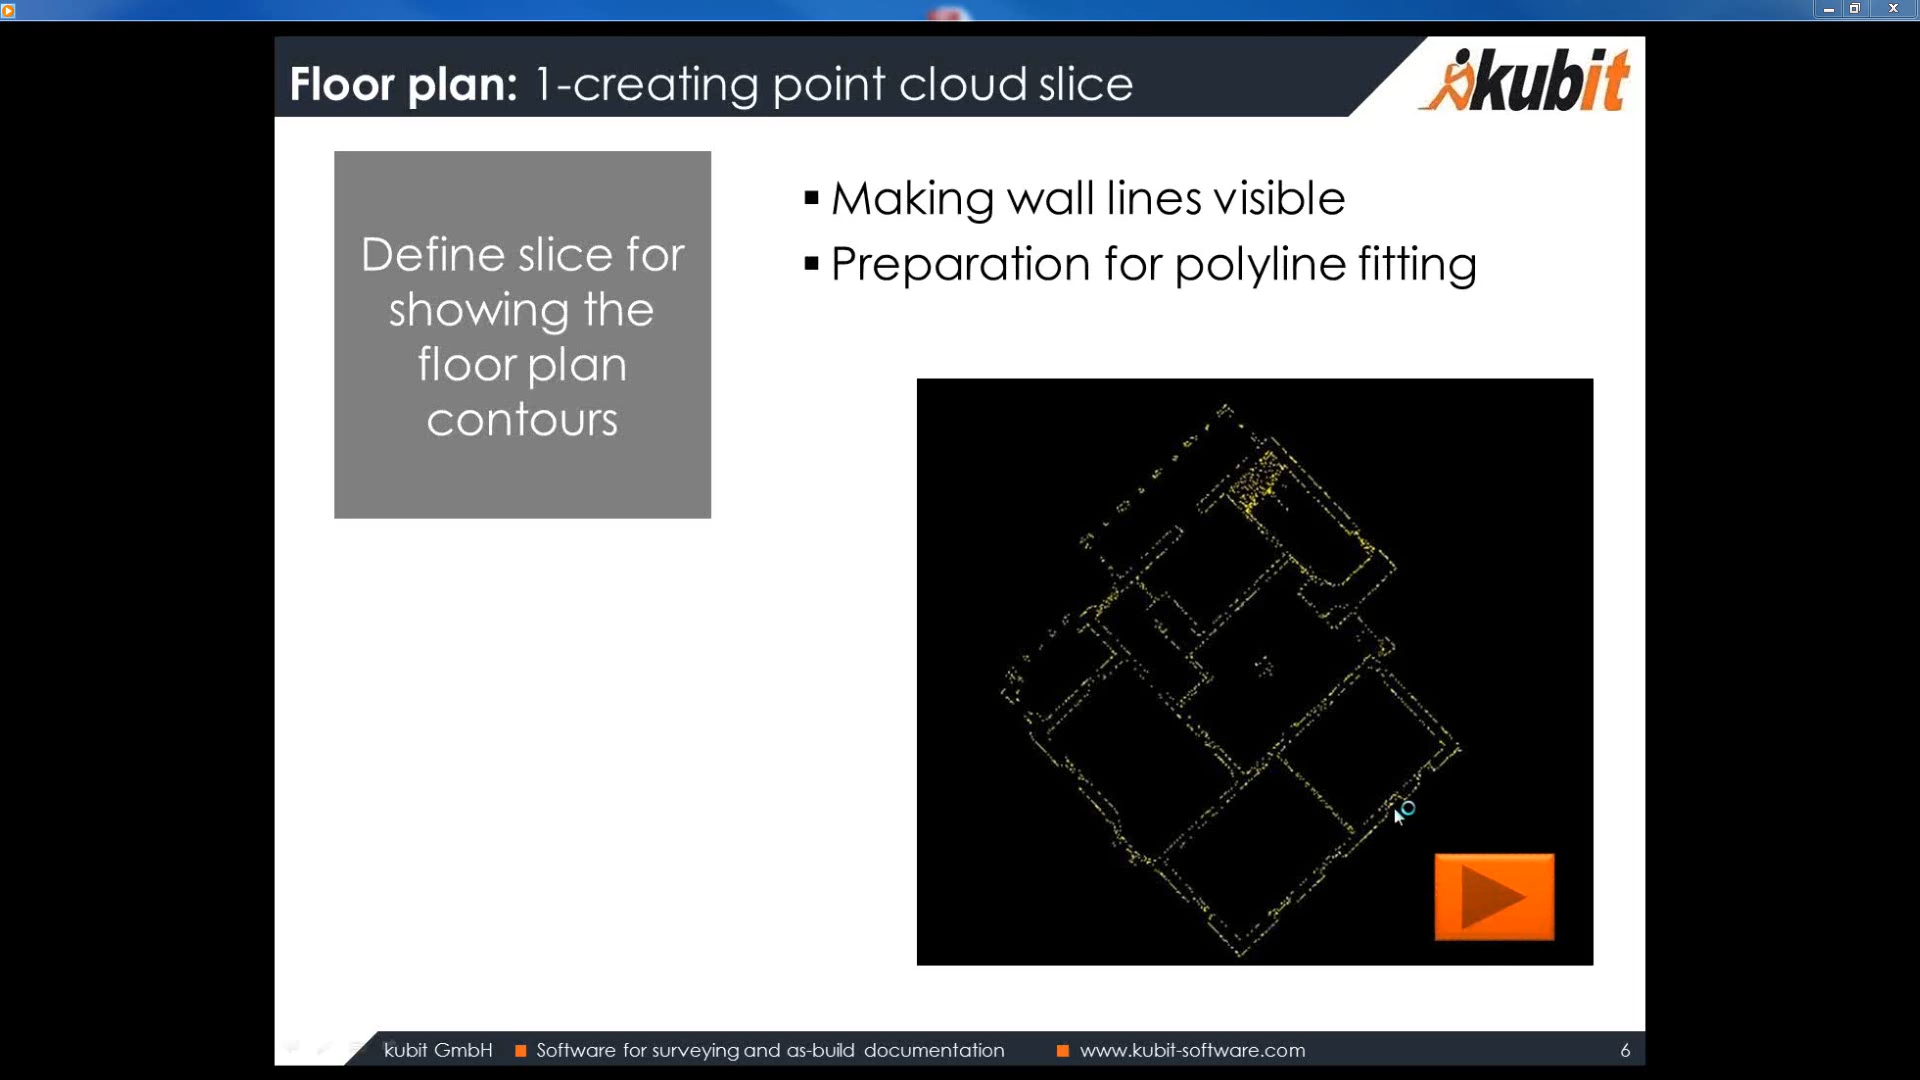 Floor plan: 1-creating point cloud slice
kubit
Define slice for
showing the
floor plan
contours
▪ Making wall lines visible
▪ Preparation for polyline fitting
kubit GmbH ■ Software for surveying and as-build documentation ■ www.kubit-software.com 6